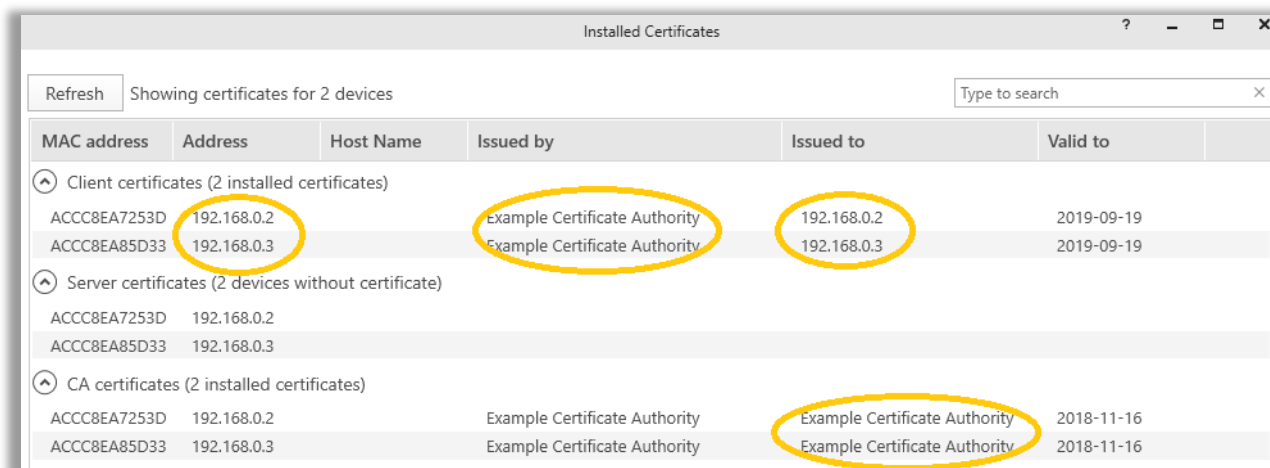 Installed Certificates ?
Refresh Showing certificates for 2 devices Type to search
MAC address Address Host Name Issued by Issued to Valid to
Client certificates (2 installed certificates)
ACCC8EA7253D 192.168.0.2 Example Certificate Authority 192.168.0.2 2019-09-19
ACCC8EA85D33 192.168.0.3 Example Certificate Authority 192.168.0.3 2019-09-19
Server certificates (2 devices without certificate)
ACCC8EA7253D 192.168.0.2
ACCC8EA85D33 192.168.0.3
CA certificates (2 installed certificates)
ACCC8EA7253D 192.168.0.2 Example Certificate Authority Example Certificate Authority 2018-11-16
ACCC8EA85D33 192.168.0.3 Example Certificate Authority Example Certificate Authority 2018-11-16